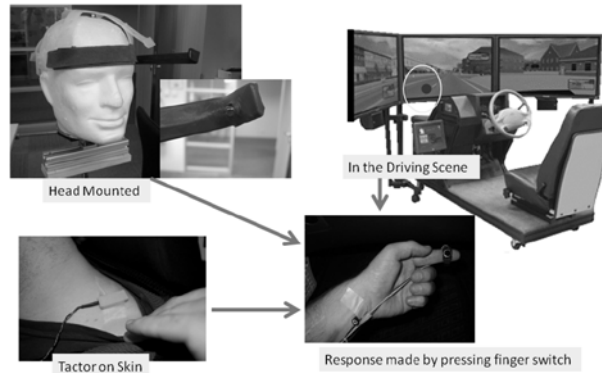 Head Mounted
In the Driving Scene
Tactor on Skin
Response made by pressing finger switch